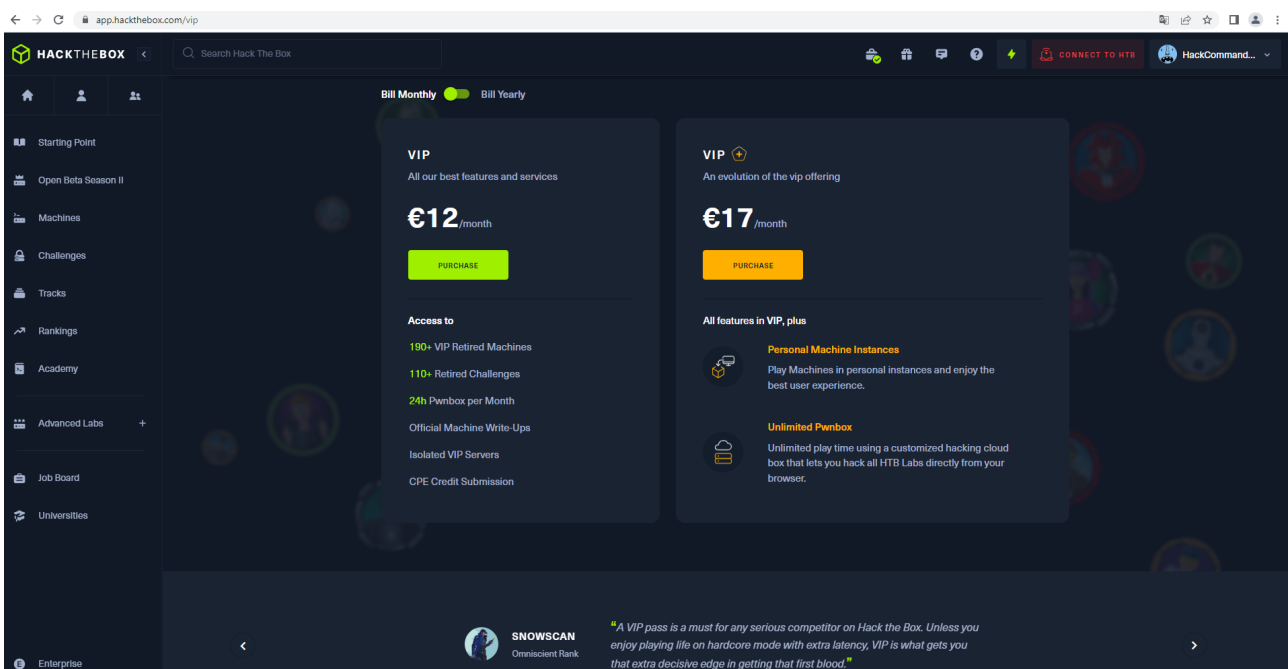 app.hackthebox.com/vip
HACKTHEBOX
Search Hack The Box
CONNECT TO HTB
HackCommand...
Starting Point
Open Beta Season II
Machines
Challenges
Tracks
Rankings
Academy
Advanced Labs +
Job Board
Universities
Enterprise
Bill Monthly Bill Yearly
VIP
All our best features and services
€12/month
PURCHASE
Access to
190+ VIP Retired Machines
110+ Retired Challenges
24h Pwnbox per Month
Official Machine Write-Ups
Isolated VIP Servers
CPE Credit Submission
VIP +
An evolution of the vip offering
€17/month
PURCHASE
All features in VIP, plus
Personal Machine Instances
Play Machines in personal instances and enjoy the
best user experience.
Unlimited Pwnbox
Unlimited play time using a customized hacking cloud
box that lets you hack all HTB Labs directly from your
browser.
SNOWSCAN
Omniscient Rank
"A VIP pass is a must for any serious competitor on Hack the Box. Unless you
enjoy playing life on hardcore mode with extra latency, VIP is what gets you
that extra decisive edge in getting that first blood."